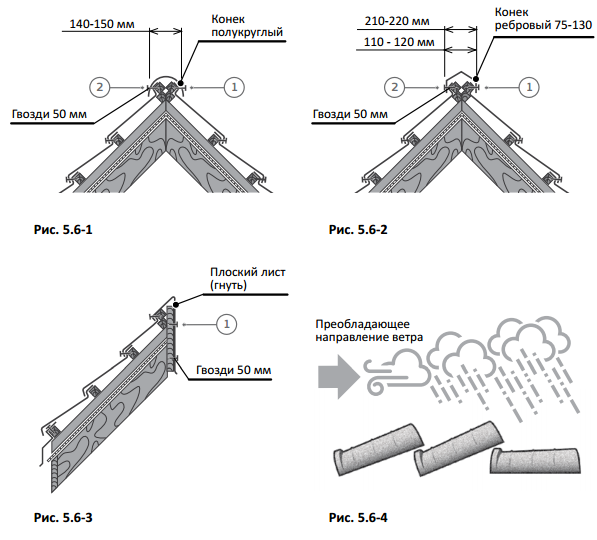 140-150 мм
Конек
полукруглый
2
1
Гвозди 50 мм
Рис. 5.6-1
210-220 мм
110 - 120 мм
Конек
ребровый 75-130
2
1
Гвозди 50 мм
Рис. 5.6-2
Плоский лист
(гнуть)
1
Гвозди 50 мм
Рис. 5.6-3
Преобладающее
направление ветра
Рис. 5.6-4